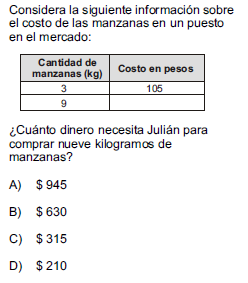 Considera la siguiente información sobre
el costo de las manzanas en un puesto
en el mercado:
Cantidad de
manzanas (kg)
Costo en pesos
3 105
9
¿Cuánto dinero necesita Julián para
comprar nueve kilogramos de
manzanas?
A) $ 945
B) $ 630
C) $ 315
D) $ 210